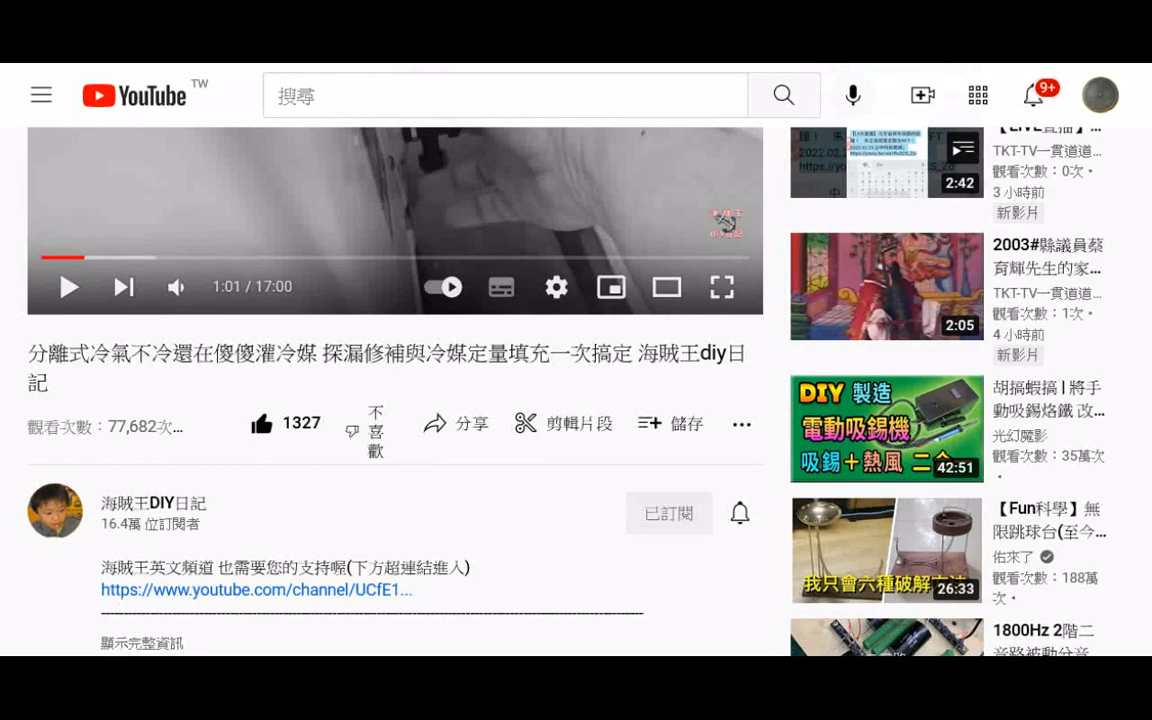 YouTube TW
搜尋
9+
1:01 / 17:00
分離式冷氣不冷還在傻傻灌冷媒 探漏修補與冷媒定量填充一次搞定 海賊王diy日
記
觀看次數：77,682次...
1327
不
喜
歡
分享
剪輯片段
儲存
海賊王DIY日記
16.4萬 位訂閱者
已訂閱
海賊王英文頻道 也需要您的支持喔(下方超連結進入)
https://www.youtube.com/channel/UCfE1...
顯示完整資訊
2022.02.
2:42
TKT-TV一貫道道...
觀看次數：0次・
3 小時前
新影片
2:05
2003#縣議員蔡
育輝先生的家...
TKT-TV一貫道道...
觀看次數：1次・
4 小時前
新影片
DIY 製造
電動吸錫機
吸錫＋熱風 二合
42:51
胡搞蝦搞 | 將手
動吸錫烙鐵 改...
光幻魔影
觀看次數：35萬次
・
我只會六種破解方法
26:33
【Fun科學】無
限跳球台(至今...
佑來了
觀看次數：188萬
次・
1800Hz 2階二
音路被動分音